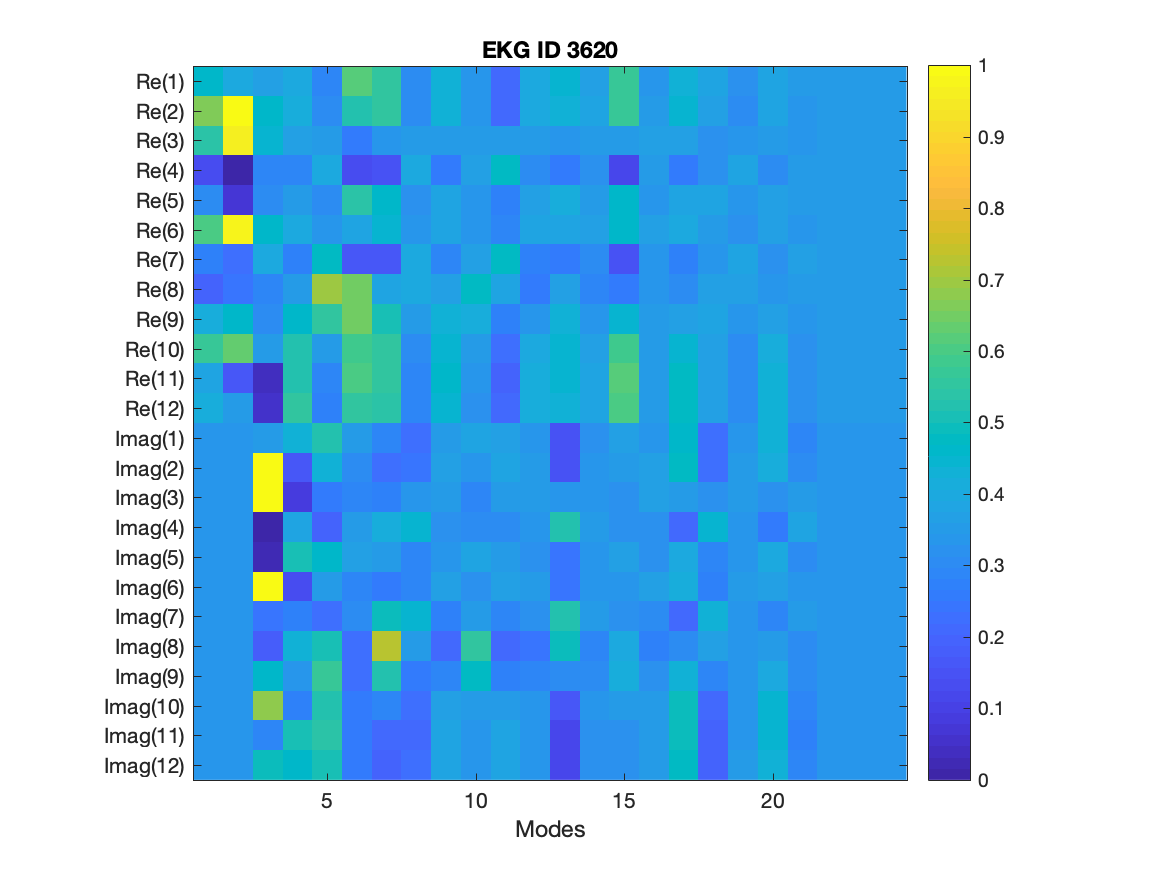 EKG ID 3620
Re(1)
Re(2)
Re(3)
Re(4)
Re(5)
Re(6)
Re(7)
Re(8)
Re(9)
Re(10)
Re(11)
Re(12)
Imag(1)
Imag(2)
Imag(3)
Imag(4)
Imag(5)
Imag(6)
Imag(7)
Imag(8)
Imag(9)
Imag(10)
Imag(11)
Imag(12)
5 10 15 20
Modes
1
0.9
0.8
0.7
0.6
0.5
0.4
0.3
0.2
0.1
0